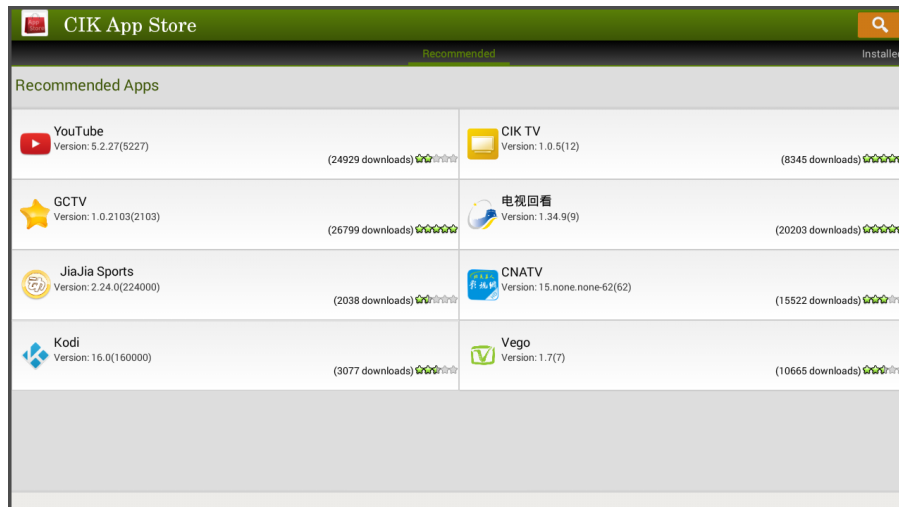 CIK App Store
Recommended
Installed
Recommended Apps
YouTube
Version: 5.2.27(5227)
(24929 downloads)
CIK TV
Version: 1.0.5(12)
(8345 downloads)
GCTV
Version: 1.0.2103(2103)
(26799 downloads)
电视回看
Version: 1.34.9(9)
(20203 downloads)
JiaJia Sports
Version: 2.24.0(224000)
(2038 downloads)
CNATV
Version: 15.none.none-62(62)
(15522 downloads)
Kodi
Version: 16.0(160000)
(3077 downloads)
Vego
Version: 1.7(7)
(10665 downloads)